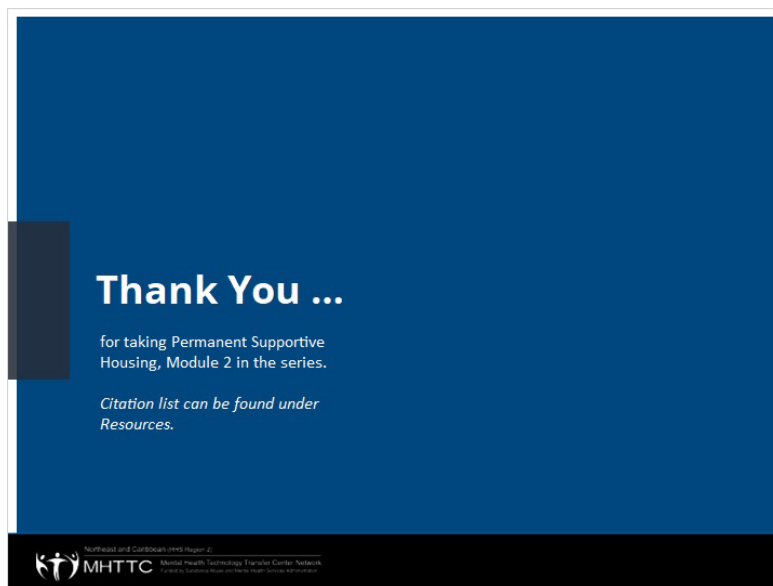 Thank You ...
for taking Permanent Supportive
Housing, Module 2 in the series.
Citation list can be found under
Resources.
Northeast and Caribbean (HHS Region 2)
MHTTC
Mental Health Technology Transfer Center Network
Funded by Substance Abuse and Mental Health Services Administration